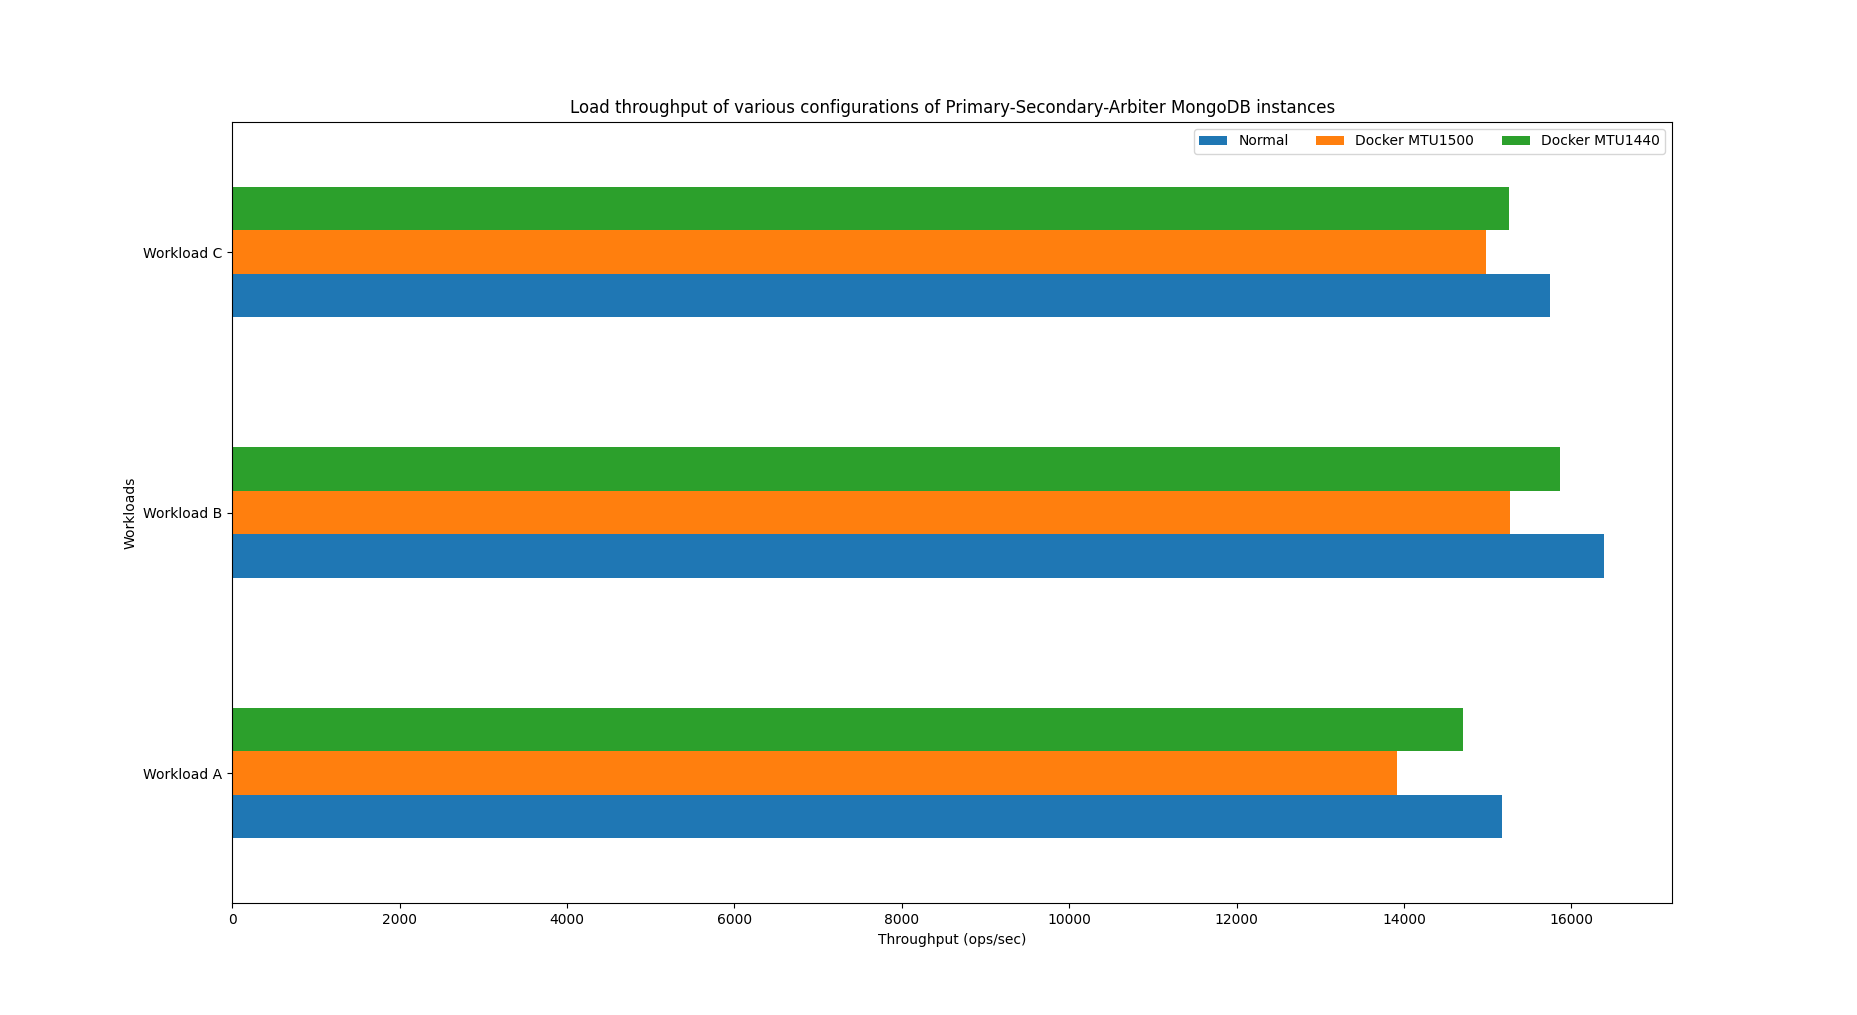 Load throughput of various configurations of Primary-Secondary-Arbiter MongoDB instances
Normal Docker MTU1500 Docker MTU1440
Workload C
Workload B
Workload A
Workloads
0 2000 4000 6000 8000 10000 12000 14000 16000
Throughput (ops/sec)